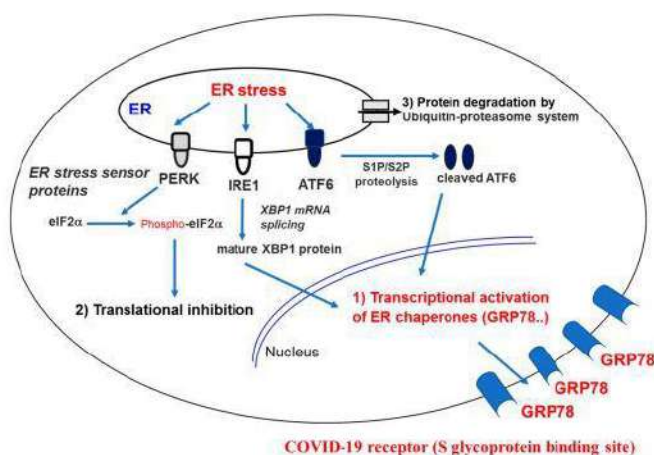 ER stress
ER
3) Protein degradation by
Ubiquitin-proteasome system
ER stress sensor
proteins
PERK
IRE1
ATF6
S1P/S2P
proteolysis
cleaved ATF6
eIF2α
Phospho-eIF2α
XBP1 mRNA
splicing
mature XBP1 protein
2) Translational inhibition
1) Transcriptional activation
of ER chaperones (GRP78..)
Nucleus
GRP78
GRP78
GRP78
COVID-19 receptor (S glycoprotein binding site)